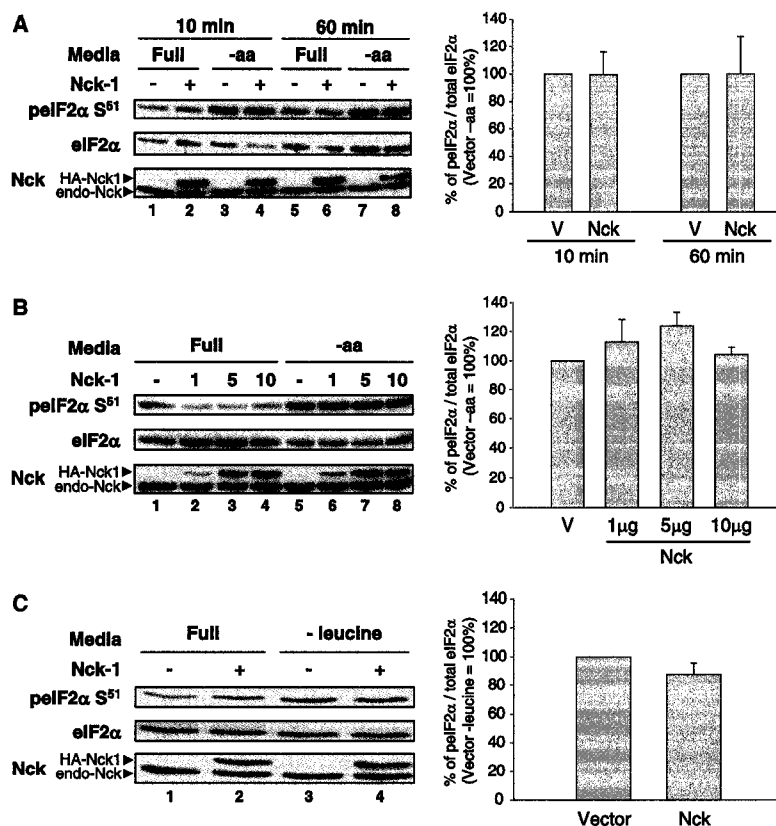 A
10 min 60 min
Media Full -aa Full -aa
Nck-1 - + - + - + - +
peIF2α S51
eIF2α
Nck HA-Nck1
endo-Nck
1 2 3 4 5 6 7 8
% of peIF2α / total eIF2α
(Vector –aa =100%)
140
120
100
80
60
40
20
0
V Nck V Nck
10 min 60 min
B
Media Full -aa
Nck-1 - 1 5 10 - 1 5 10
peIF2α S51
eIF2α
Nck HA-Nck1
endo-Nck
1 2 3 4 5 6 7 8
% of peIF2α / total eIF2α
(Vector –aa = 100%)
140
120
100
80
60
40
20
0
V 1µg 5µg 10µg
Nck
C
Media Full - leucine
Nck-1 - + - +
peIF2α S51
eIF2α
Nck HA-Nck1
endo-Nck
1 2 3 4
% of peIF2α / total eIF2α
(Vector -leucine = 100%)
140
120
100
80
60
40
20
0
Vector Nck